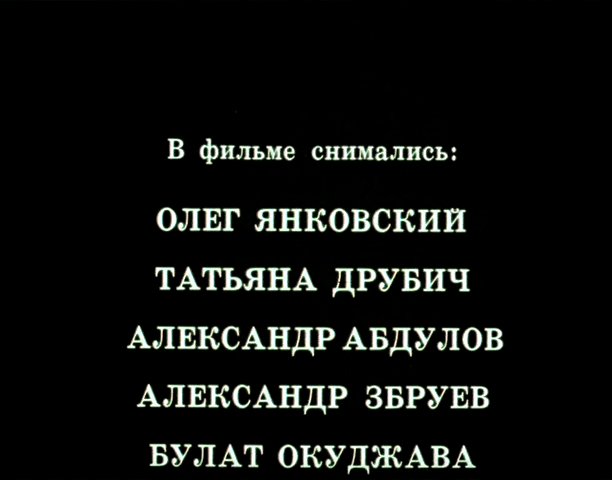 В фильме снимались:
ОЛЕГ ЯНКОВСКИЙ
ТАТЬЯНА ДРУБИЧ
АЛЕКСАНДР АБДУЛОВ
АЛЕКСАНДР ЗБРУЕВ
БУЛАТ ОКУДЖАВА